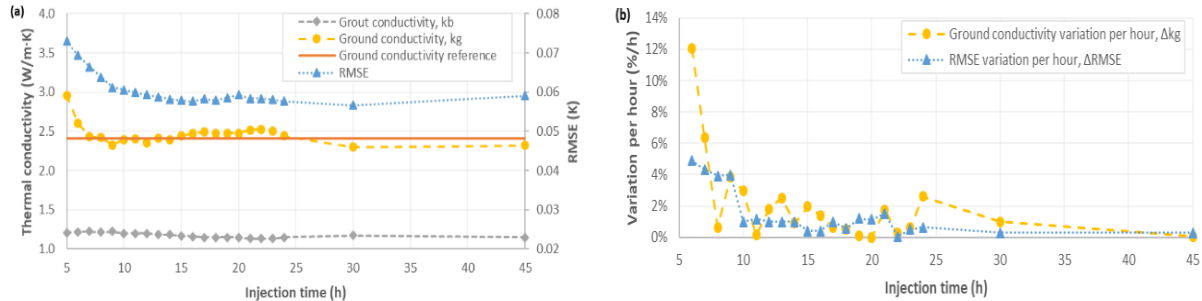 (a)
Thermal conductivity (W/m·K)
4.0
3.5
3.0
2.5
2.0
1.5
1.0
Grout conductivity, kb
Ground conductivity, kg
Ground conductivity reference
RMSE
0.08
0.07
0.06
0.05
0.04
0.03
0.02
RMSE (K)
5 10 15 20 25 30 35 40 45
Injection time (h)
(b)
Variation per hour (%/h)
14%
12%
10%
8%
6%
4%
2%
0%
Ground conductivity variation per hour, Δkg
RMSE variation per hour, ΔRMSE
5 10 15 20 25 30 35 40 45
Injection time (h)